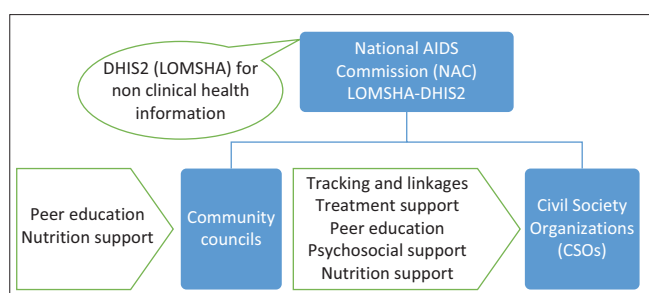 DHIS2 (LOMSHA) for
non clinical health
information
National AIDS
Commission (NAC)
LOMSHA-DHIS2
Peer education
Nutrition support
Community
councils
Tracking and linkages
Treatment support
Peer education
Psychosocial support
Nutrition support
Civil Society
Organizations
(CSOs)